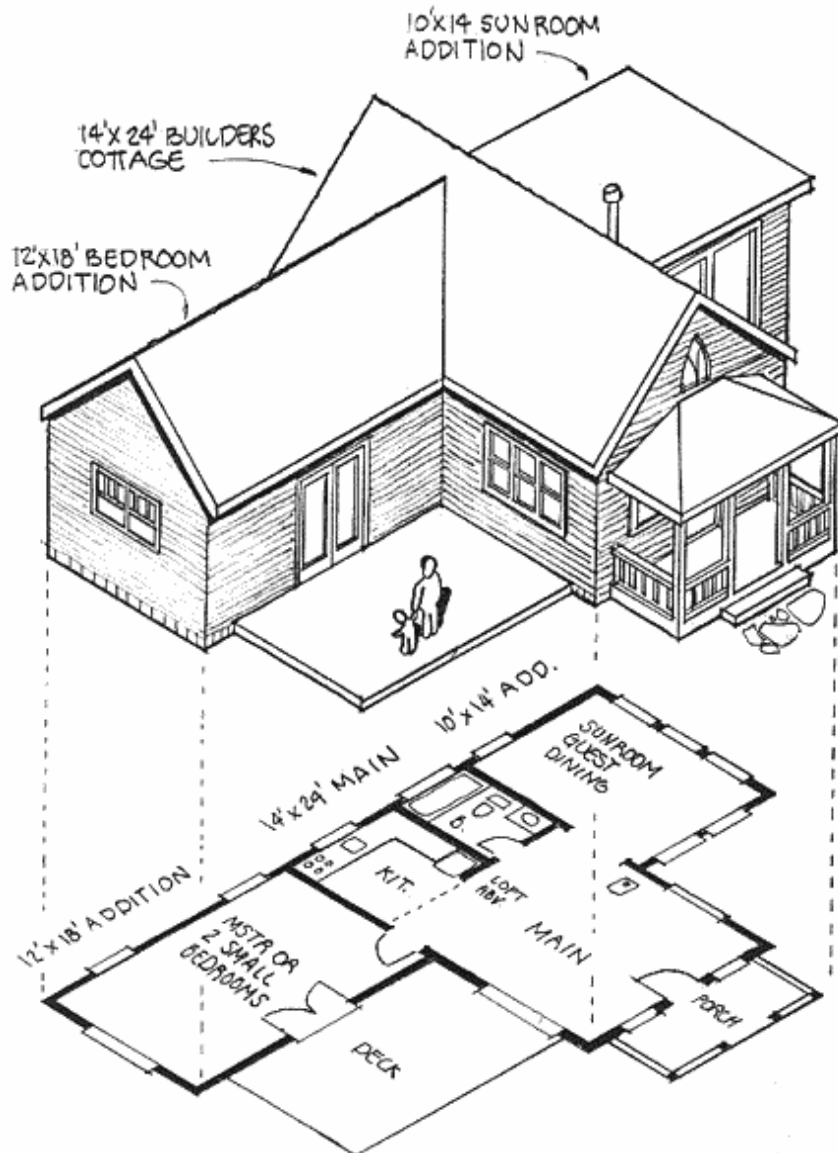 10'X14 SUNROOM
ADDITION
14'X 24' BUILDERS
COTTAGE
12'X18' BEDROOM
ADDITION
10'x14' ADD.
14'x24' MAIN
12'x18' ADDITION
SUNROOM
GUEST
DINING
B
KIT.
LOFT
ABV.
MAIN
MSTR OR
2 SMALL
BEDROOMS
PORCH
DECK